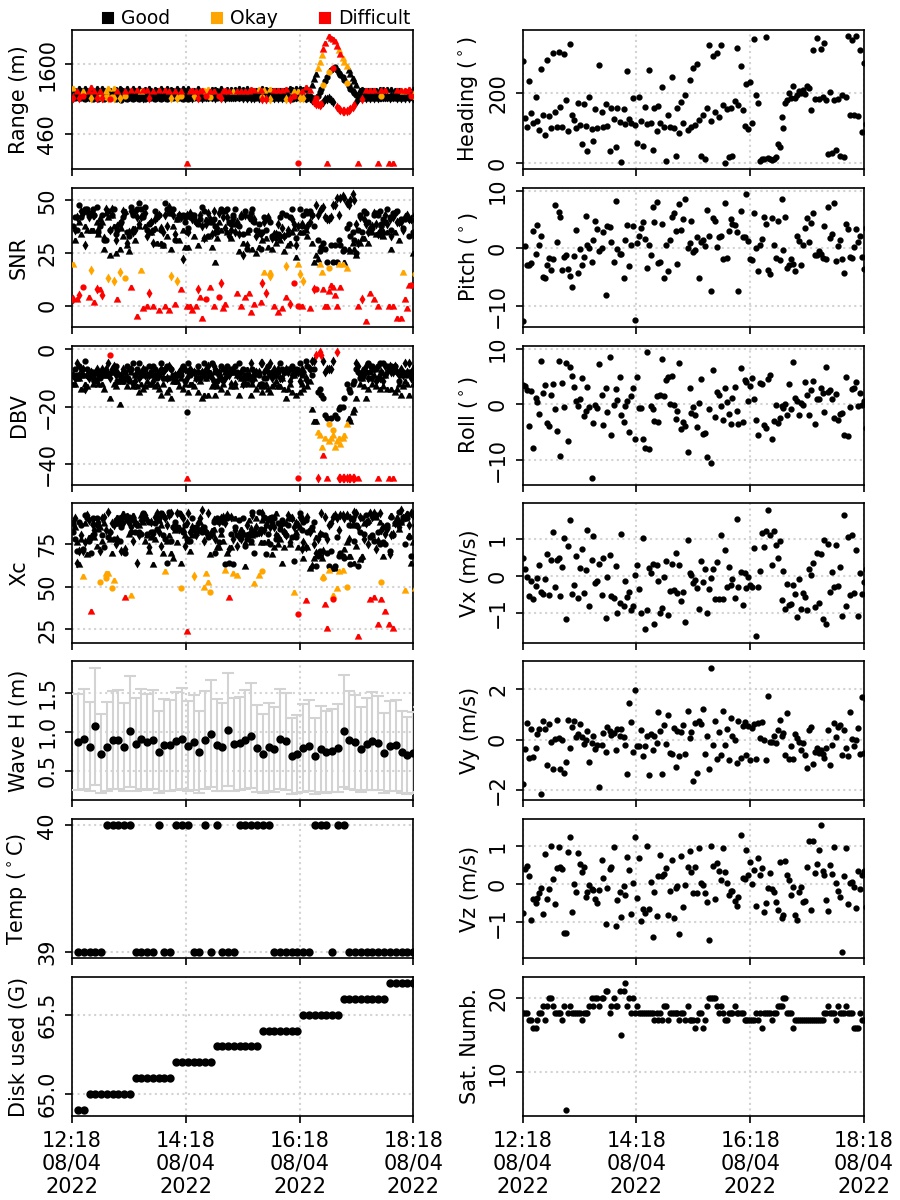 Good Okay Difficult
Range (m)
1600
460
Heading (°)
200
0
SNR
50
25
0
Pitch (°)
10
0
−10
DBV
0
−20
−40
Roll (°)
10
0
−10
Xc
75
50
25
Vx (m/s)
1
0
−1
Wave H (m)
1.5
1.0
0.5
Vy (m/s)
2
0
−2
Temp (°C)
40
39
Vz (m/s)
1
0
−1
Disk used (G)
65.5
65.0
Sat. Numb.
20
10
12:18 14:18 16:18 18:18
08/04 08/04 08/04 08/04
2022 2022 2022 2022
12:18 14:18 16:18 18:18
08/04 08/04 08/04 08/04
2022 2022 2022 2022